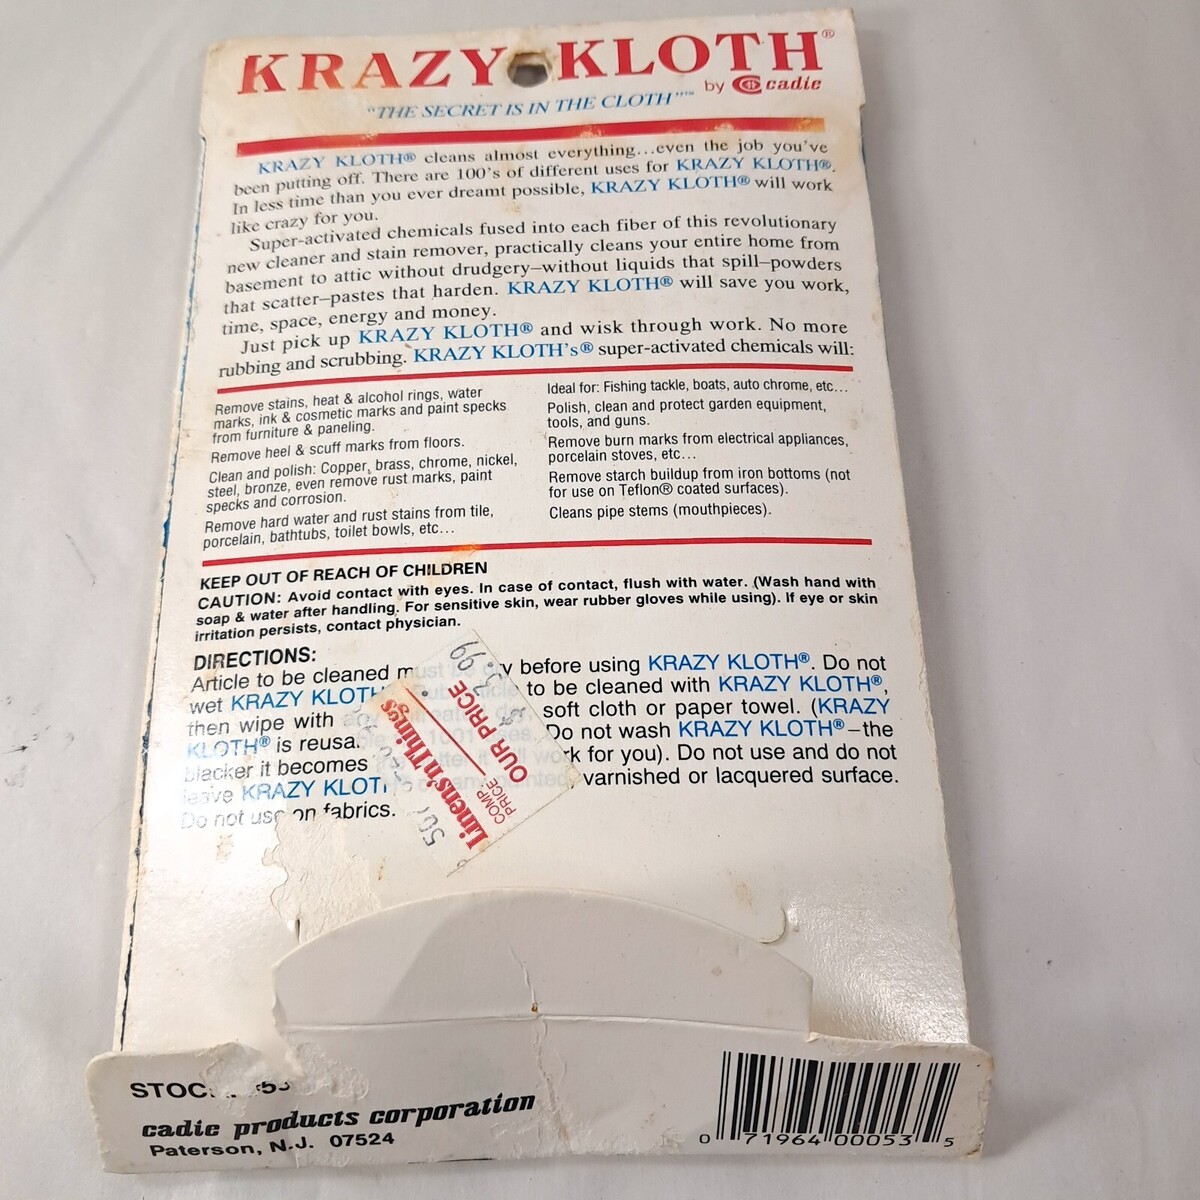 KRAZY KLOTH®
by cadie
"THE SECRET IS IN THE CLOTH"™
KRAZY KLOTH® cleans almost everything...even the job you've
been putting off. There are 100's of different uses for KRAZY KLOTH®.
In less time than you ever dreamt possible, KRAZY KLOTH® will work
like crazy for you.
Super-activated chemicals fused into each fiber of this revolutionary
new cleaner and stain remover, practically cleans your entire home from
basement to attic without drudgery—without liquids that spill—powders
that scatter—pastes that harden. KRAZY KLOTH® will save you work,
time, space, energy and money.
Just pick up KRAZY KLOTH® and wisk through work. No more
rubbing and scrubbing. KRAZY KLOTH's® super-activated chemicals will:
Remove stains, heat & alcohol rings, water
marks, ink & cosmetic marks and paint specks
from furniture & paneling.
Remove heel & scuff marks from floors.
Clean and polish: Copper, brass, chrome, nickel,
steel, bronze, even remove rust marks, paint
specks and corrosion.
Remove hard water and rust stains from tile,
porcelain, bathtubs, toilet bowls, etc...
Ideal for: Fishing tackle, boats, auto chrome, etc...
Polish, clean and protect garden equipment,
tools, and guns.
Remove burn marks from electrical appliances,
porcelain stoves, etc...
Remove starch buildup from iron bottoms (not
for use on Teflon® coated surfaces).
Cleans pipe stems (mouthpieces).
KEEP OUT OF REACH OF CHILDREN
CAUTION: Avoid contact with eyes. In case of contact, flush with water. (Wash hand with
soap & water after handling. For sensitive skin, wear rubber gloves while using). If eye or skin
irritation persists, contact physician.
DIRECTIONS:
Article to be cleaned must be before using KRAZY KLOTH®. Do not
wet KRAZY KLOTH to be cleaned with KRAZY KLOTH®,
then wipe with soft cloth or paper towel. (KRAZY
KLOTH® is Do not wash KRAZY KLOTH®—the
blacker it becomes work for you). Do not use and do not
leave KRAZY varnished or lacquered surface.
Do not use on fabrics.
Linens 'n Things
COMP.
PRICE
OUR PRICE
3.99
cadie products corporation
Paterson, N.J. 07524
0 71964 00053 5